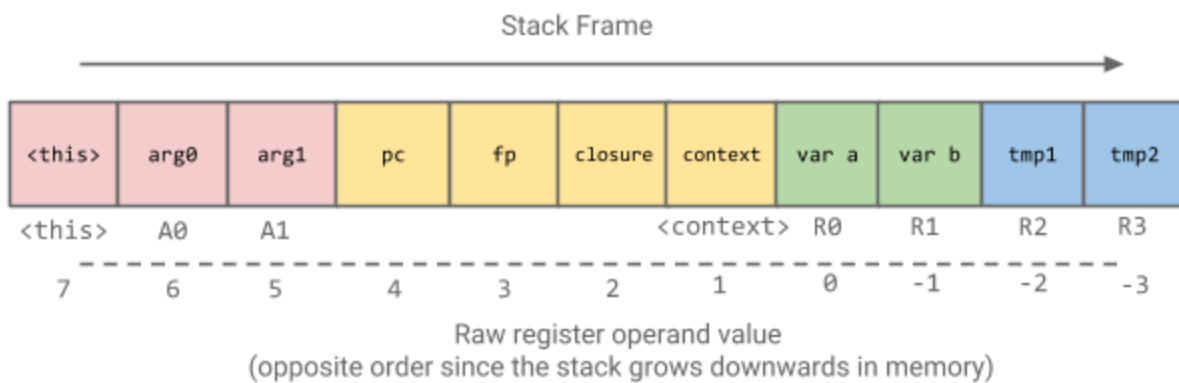 Stack Frame
<this> arg0 arg1 pc fp closure context var a var b tmp1 tmp2
<this> A0 A1 <context> R0 R1 R2 R3
7 6 5 4 3 2 1 0 -1 -2 -3
Raw register operand value
(opposite order since the stack grows downwards in memory)